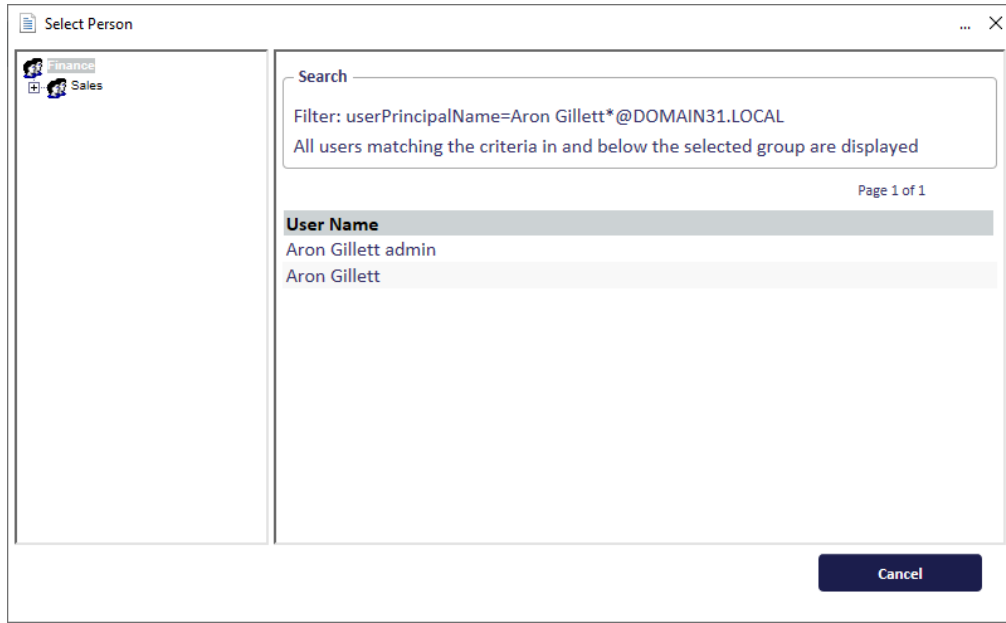 Select Person
...
Finance
Sales
Search
Filter: userPrincipalName=Aron Gillett*@DOMAIN31.LOCAL
All users matching the criteria in and below the selected group are displayed
Page 1 of 1
User Name
Aron Gillett admin
Aron Gillett
Cancel